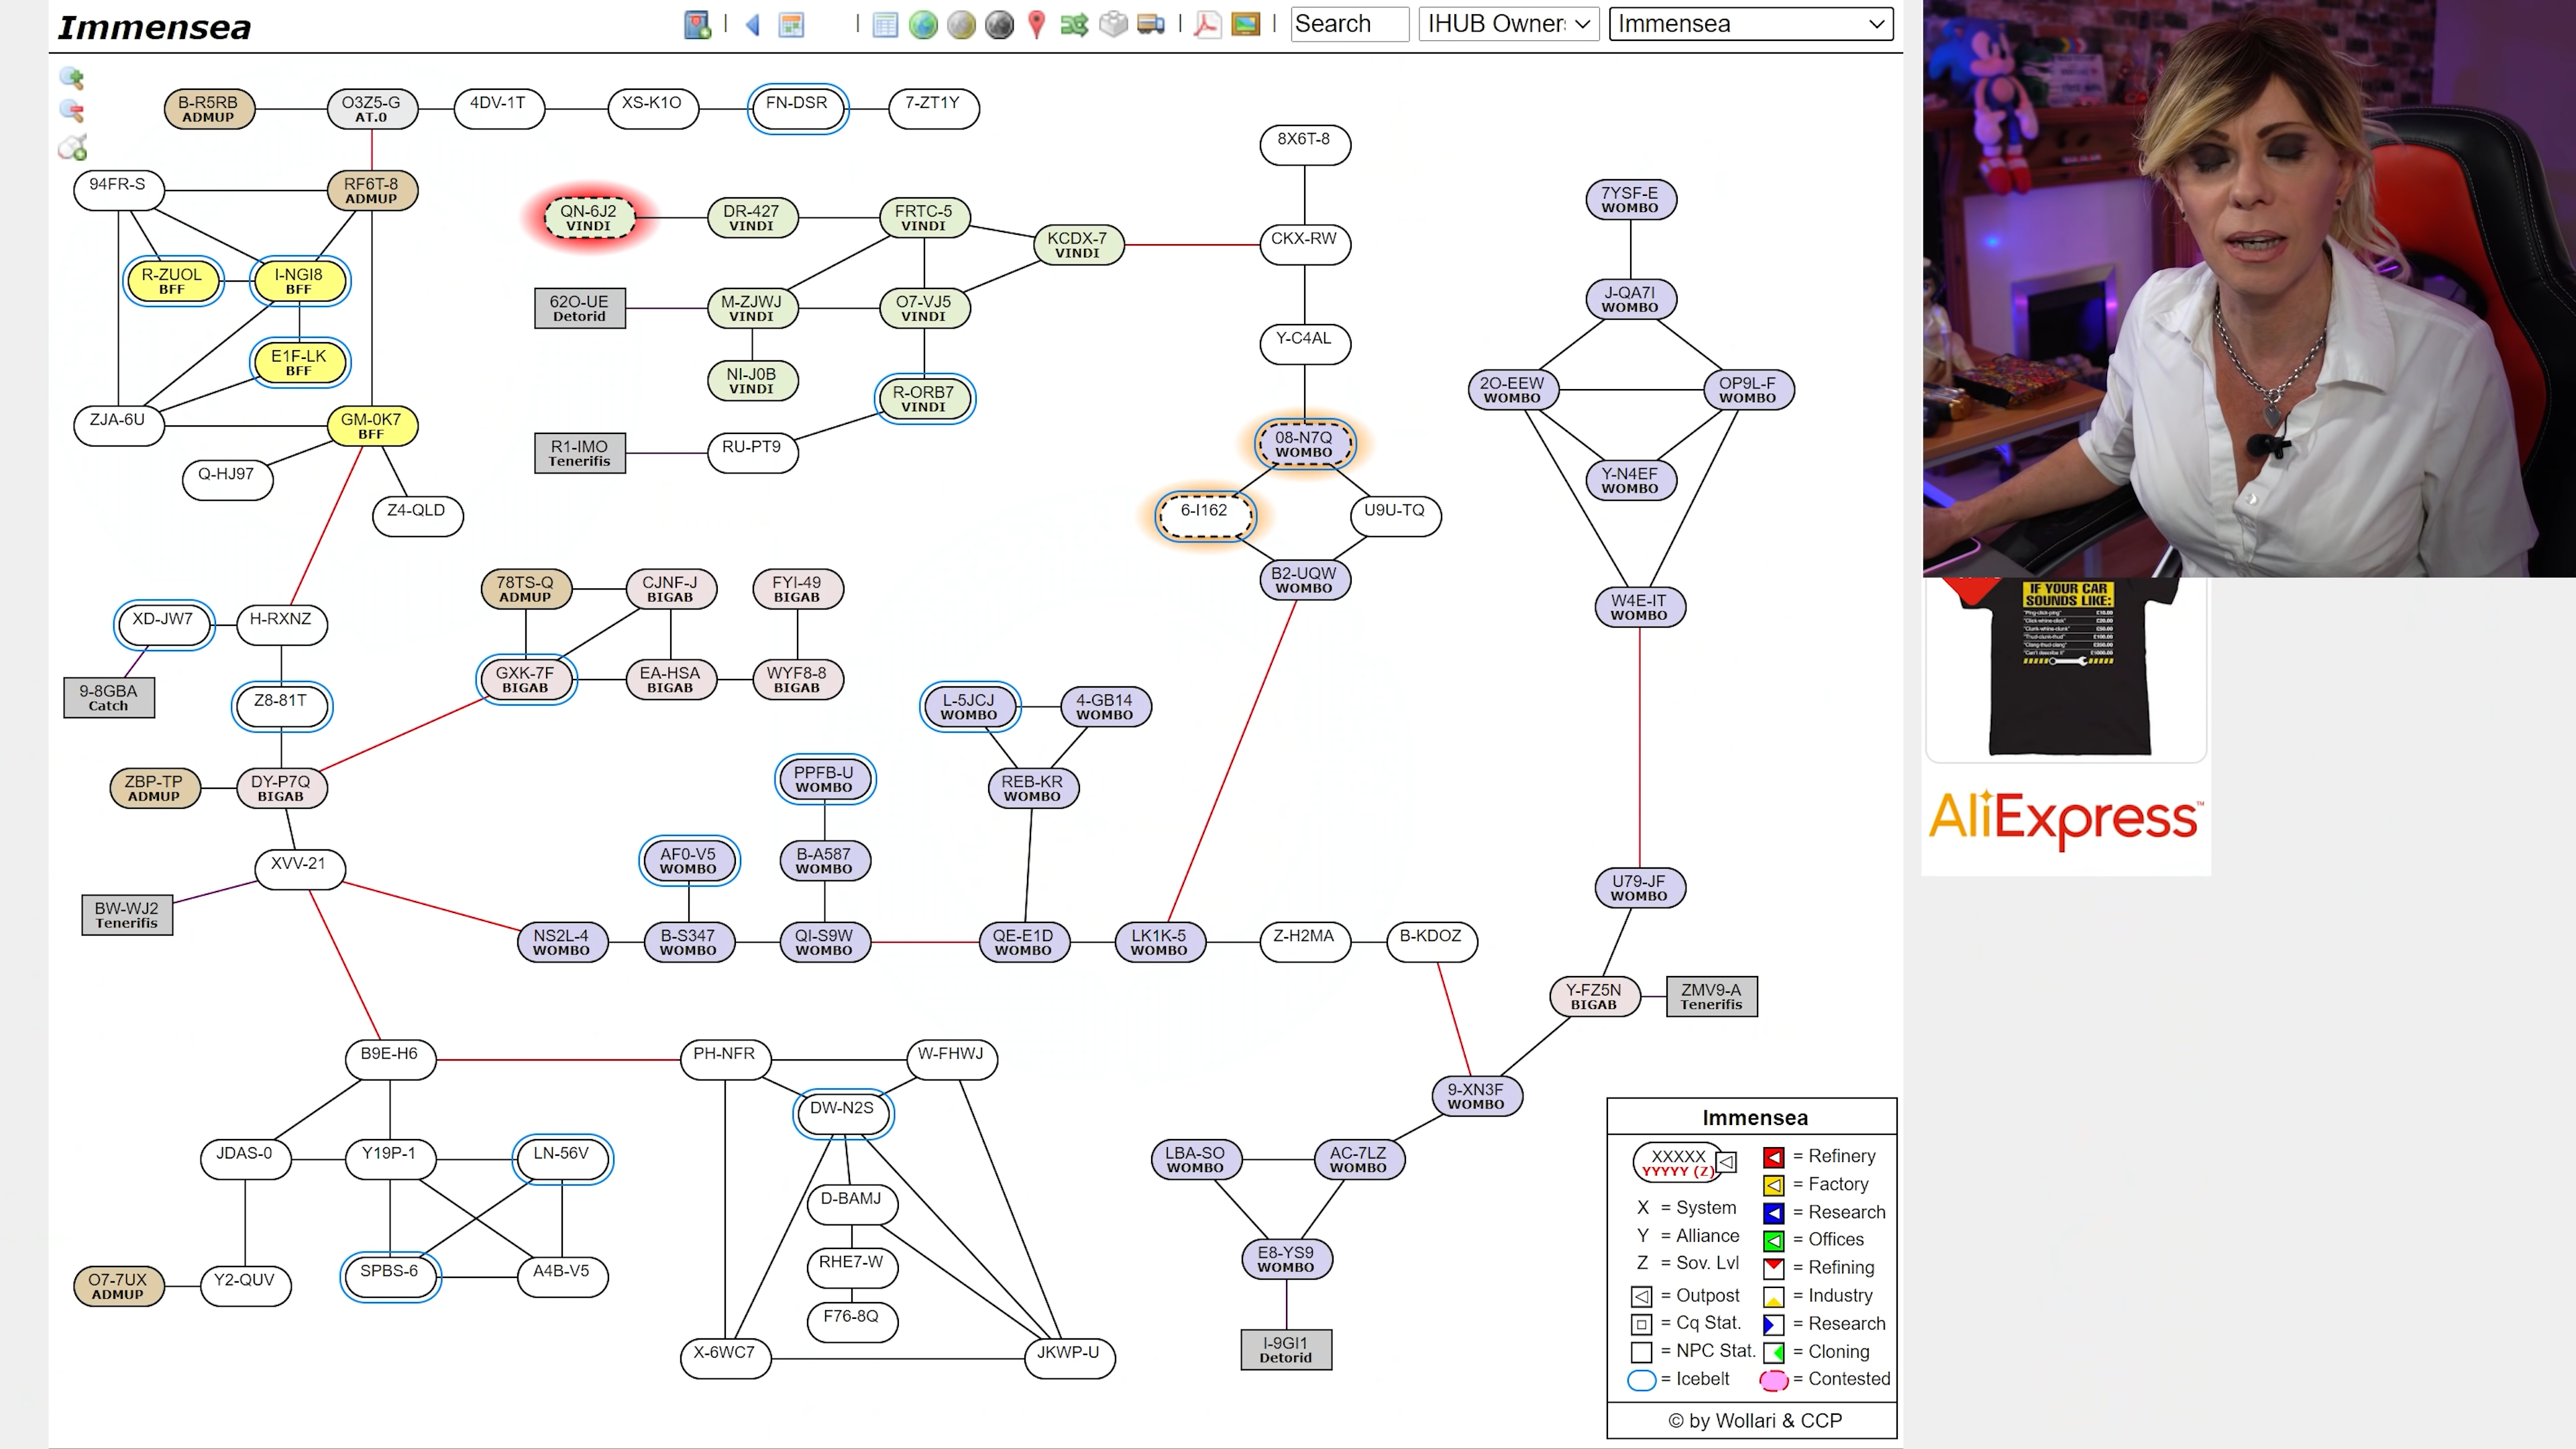 Immensea
Search
IHUB Owner
Immensea
B-R5RB
ADMUP
O3Z5-G
AT.0
4DV-1T
XS-K1O
FN-DSR
7-ZT1Y
8X6T-8
94FR-S
RF6T-8
ADMUP
7YSF-E
WOMBO
QN-6J2
VINDI
DR-427
VINDI
FRTC-5
VINDI
KCDX-7
VINDI
CKX-RW
R-ZUOL
BFF
I-NGI8
BFF
62O-UE
Detorid
M-ZJWJ
VINDI
O7-VJ5
VINDI
J-QA7I
WOMBO
Y-C4AL
E1F-LK
BFF
NI-J0B
VINDI
R-ORB7
VINDI
2O-EEW
WOMBO
OP9L-F
WOMBO
ZJA-6U
GM-0K7
BFF
R1-IMO
Tenerifis
RU-PT9
08-N7Q
WOMBO
Q-HJ97
Y-N4EF
WOMBO
Z4-QLD
6-I162
U9U-TQ
78TS-Q
ADMUP
CJNF-J
BIGAB
FYI-49
BIGAB
B2-UQW
WOMBO
W4E-IT
WOMBO
IF YOUR CAR
SOUNDS LIKE:
XD-JW7
H-RXNZ
9-8GBA
Catch
Z8-81T
GXK-7F
BIGAB
EA-HSA
BIGAB
WYF8-8
BIGAB
L-5JCJ
WOMBO
4-GB14
WOMBO
ZBP-TP
ADMUP
DY-P7Q
BIGAB
PPFB-U
WOMBO
REB-KR
WOMBO
AliExpress™
XVV-21
AF0-V5
WOMBO
B-A587
WOMBO
U79-JF
WOMBO
BW-WJ2
Tenerifis
NS2L-4
WOMBO
B-S347
WOMBO
QI-S9W
WOMBO
QE-E1D
WOMBO
LK1K-5
WOMBO
Z-H2MA
B-KDOZ
Y-FZ5N
BIGAB
ZMV9-A
Tenerifis
B9E-H6
PH-NFR
W-FHWJ
9-XN3F
WOMBO
DW-N2S
JDAS-0
Y19P-1
LN-56V
LBA-SO
WOMBO
AC-7LZ
WOMBO
D-BAMJ
O7-7UX
ADMUP
Y2-QUV
SPBS-6
A4B-V5
RHE7-W
E8-YS9
WOMBO
F76-8Q
X-6WC7
JKWP-U
I-9GI1
Detorid
Immensea
XXXXX
YYYYY (Z)
X = System
Y = Alliance
Z = Sov. Lvl
= Outpost
= Cq Stat.
= NPC Stat.
= Icebelt
= Refinery
= Factory
= Research
= Offices
= Refining
= Industry
= Research
= Cloning
= Contested
© by Wollari & CCP